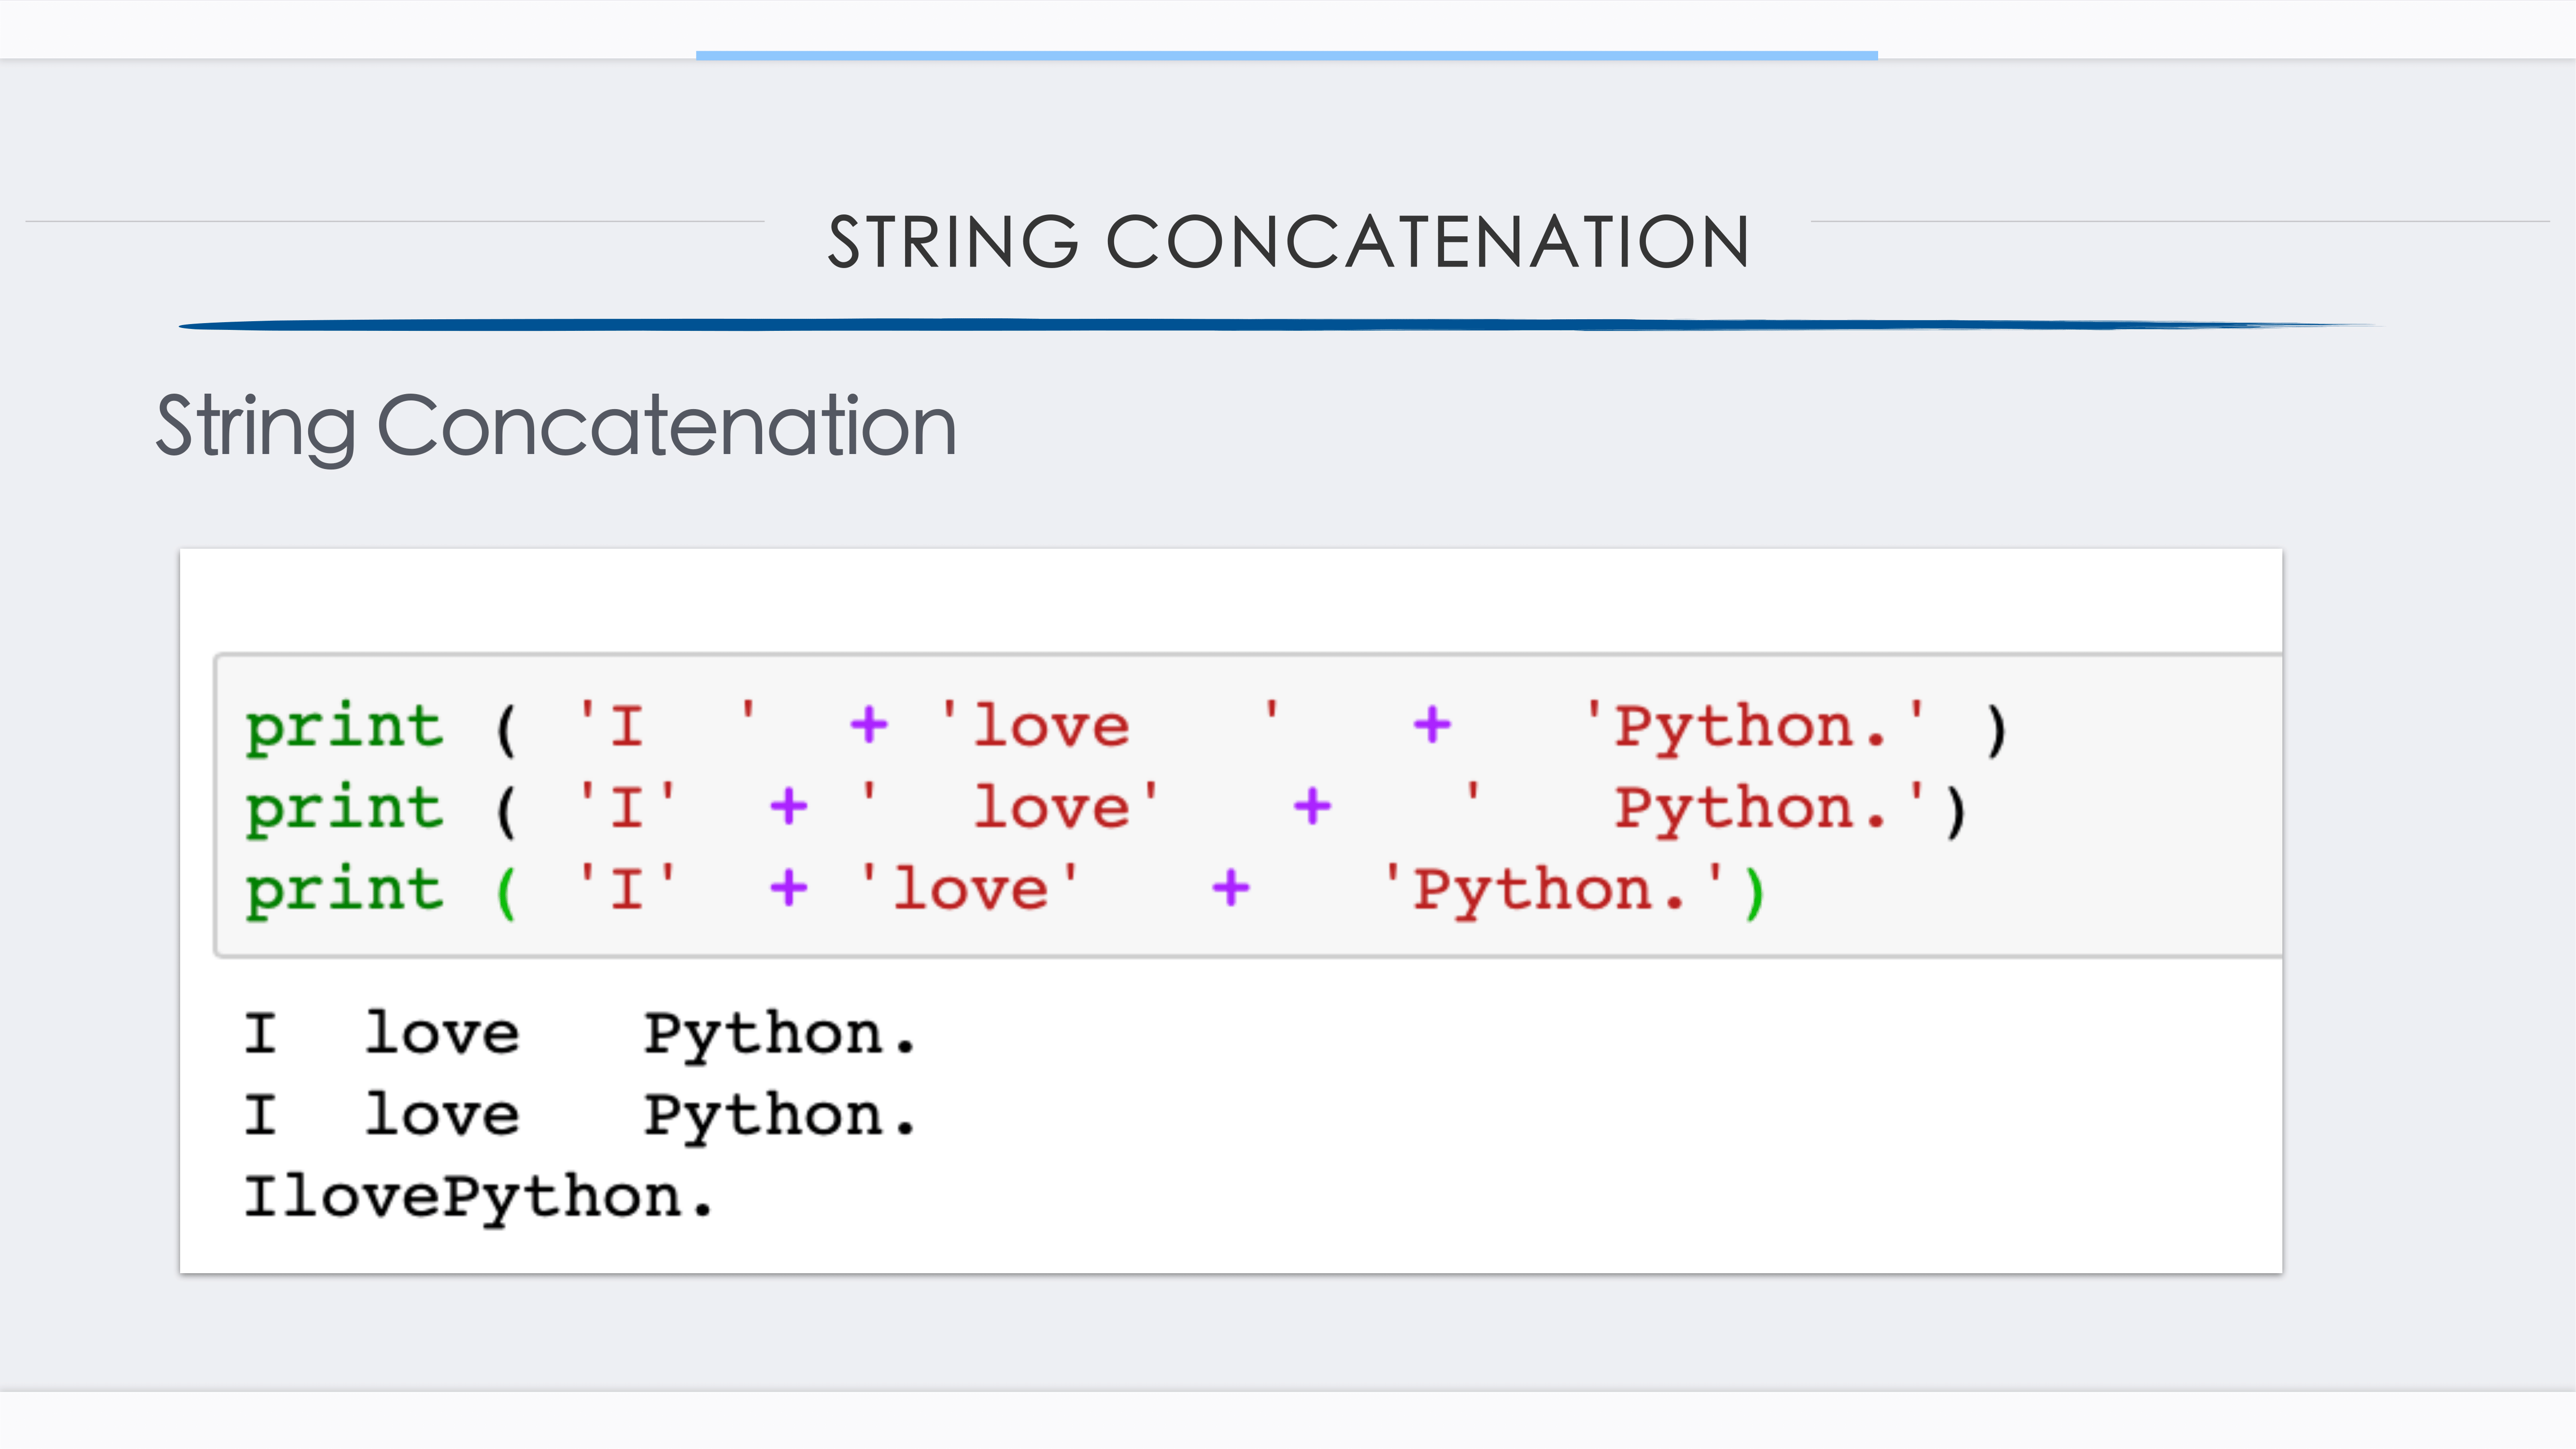 STRING CONCATENATION
String Concatenation
print ( 'I  '  + 'love   '   +   'Python.' )
print ( 'I'  + '  love'   +   '   Python.')
print ( 'I'  + 'love'   +   'Python.')
I  love   Python.
I  love   Python.
IlovePython.